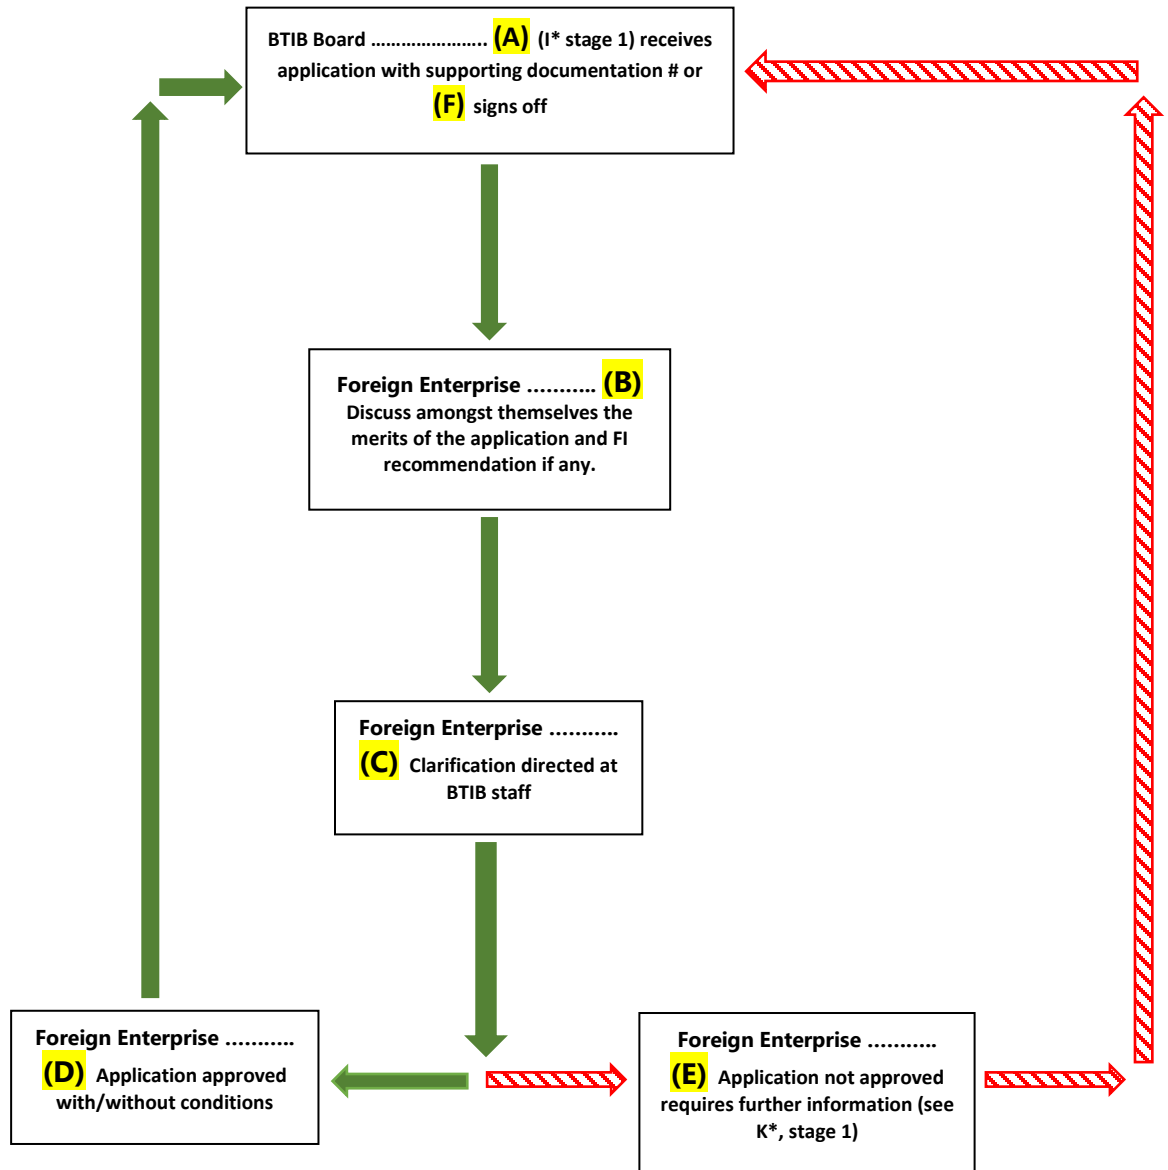 BTIB Board ………………….. (A) (I* stage 1) receives
application with supporting documentation # or
(F) signs off
Foreign Enterprise ……….. (B)
Discuss amongst themselves the
merits of the application and FI
recommendation if any.
Foreign Enterprise ………..
(C) Clarification directed at
BTIB staff
Foreign Enterprise ………..
(D) Application approved
with/without conditions
Foreign Enterprise ………..
(E) Application not approved
requires further information (see
K*, stage 1)